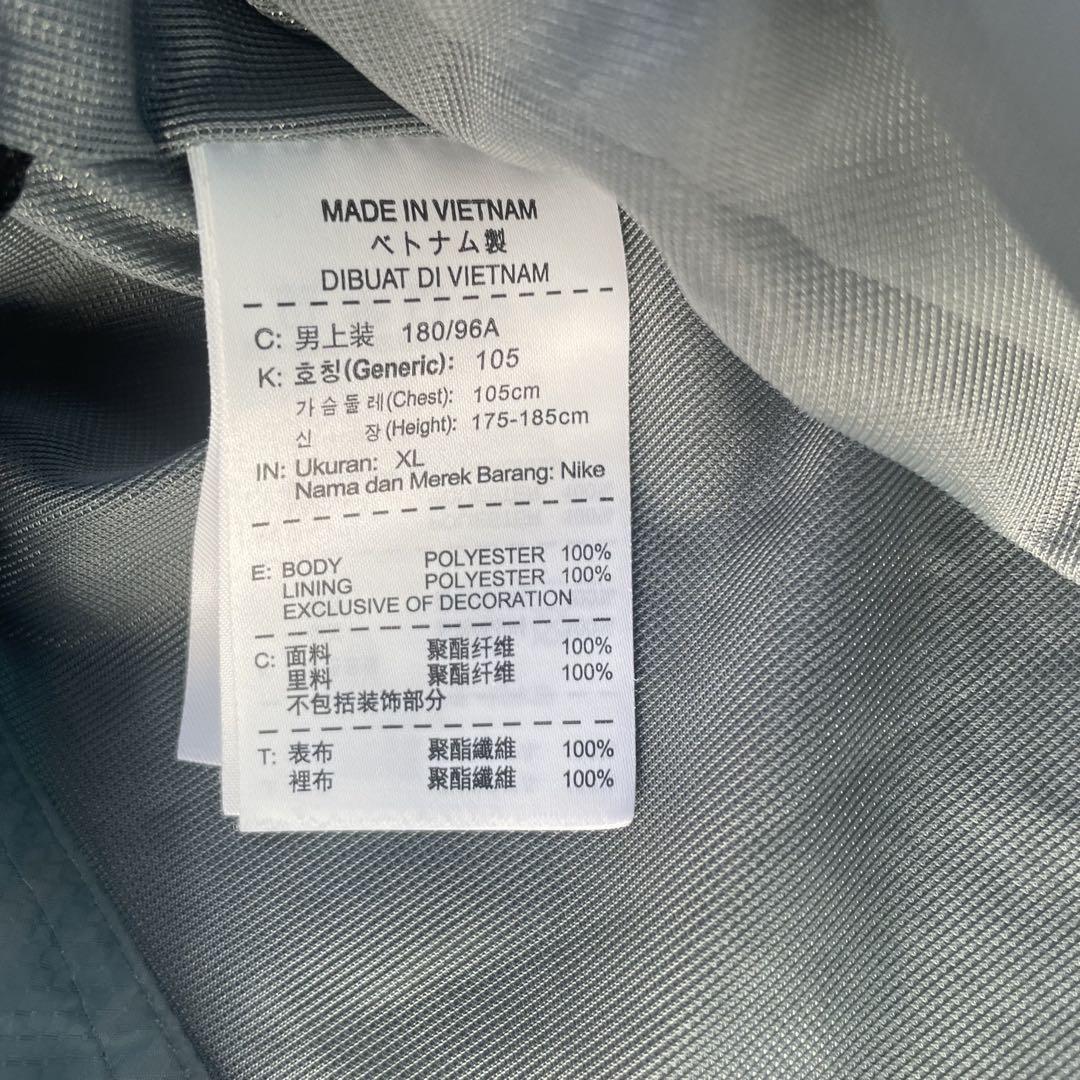 MADE IN VIETNAM
ベトナム製
DIBUAT DI VIETNAM
C: 男上装 180/96A
K: 호칭(Generic): 105
가슴둘레(Chest): 105cm
신 장(Height): 175-185cm
IN: Ukuran: XL
Nama dan Merek Barang: Nike
E: BODY POLYESTER 100%
LINING POLYESTER 100%
EXCLUSIVE OF DECORATION
C: 面料 聚酯纤维 100%
里料 聚酯纤维 100%
不包括装饰部分
T: 表布 聚酯纖維 100%
裡布 聚酯纖維 100%